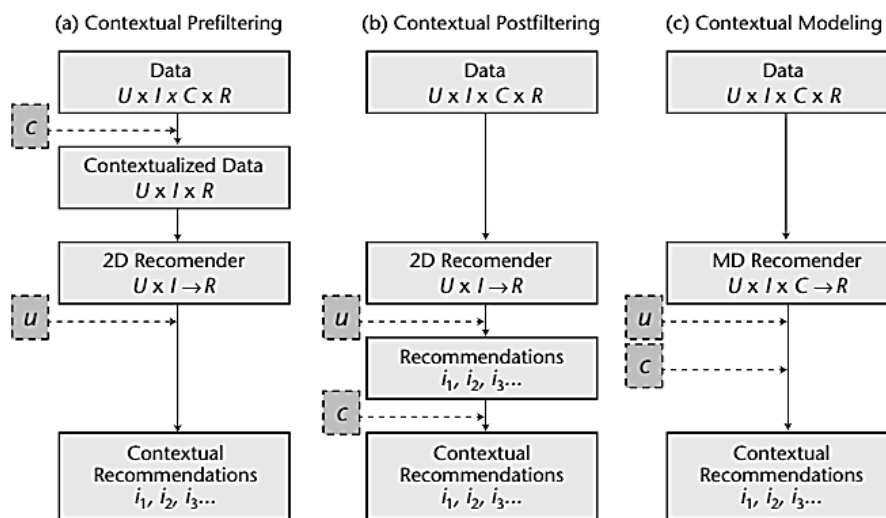 (a) Contextual Prefiltering
Data
U x I x C x R
c
Contextualized Data
U x I x R
2D Recomender
U x I → R
u
Contextual
Recommendations
i₁, i₂, i₃...
(b) Contextual Postfiltering
Data
U x I x C x R
2D Recomender
U x I → R
u
Recommendations
i₁, i₂, i₃...
c
Contextual
Recommendations
i₁, i₂, i₃...
(c) Contextual Modeling
Data
U x I x C x R
MD Recomender
U x I x C → R
u
c
Contextual
Recommendations
i₁, i₂, i₃...